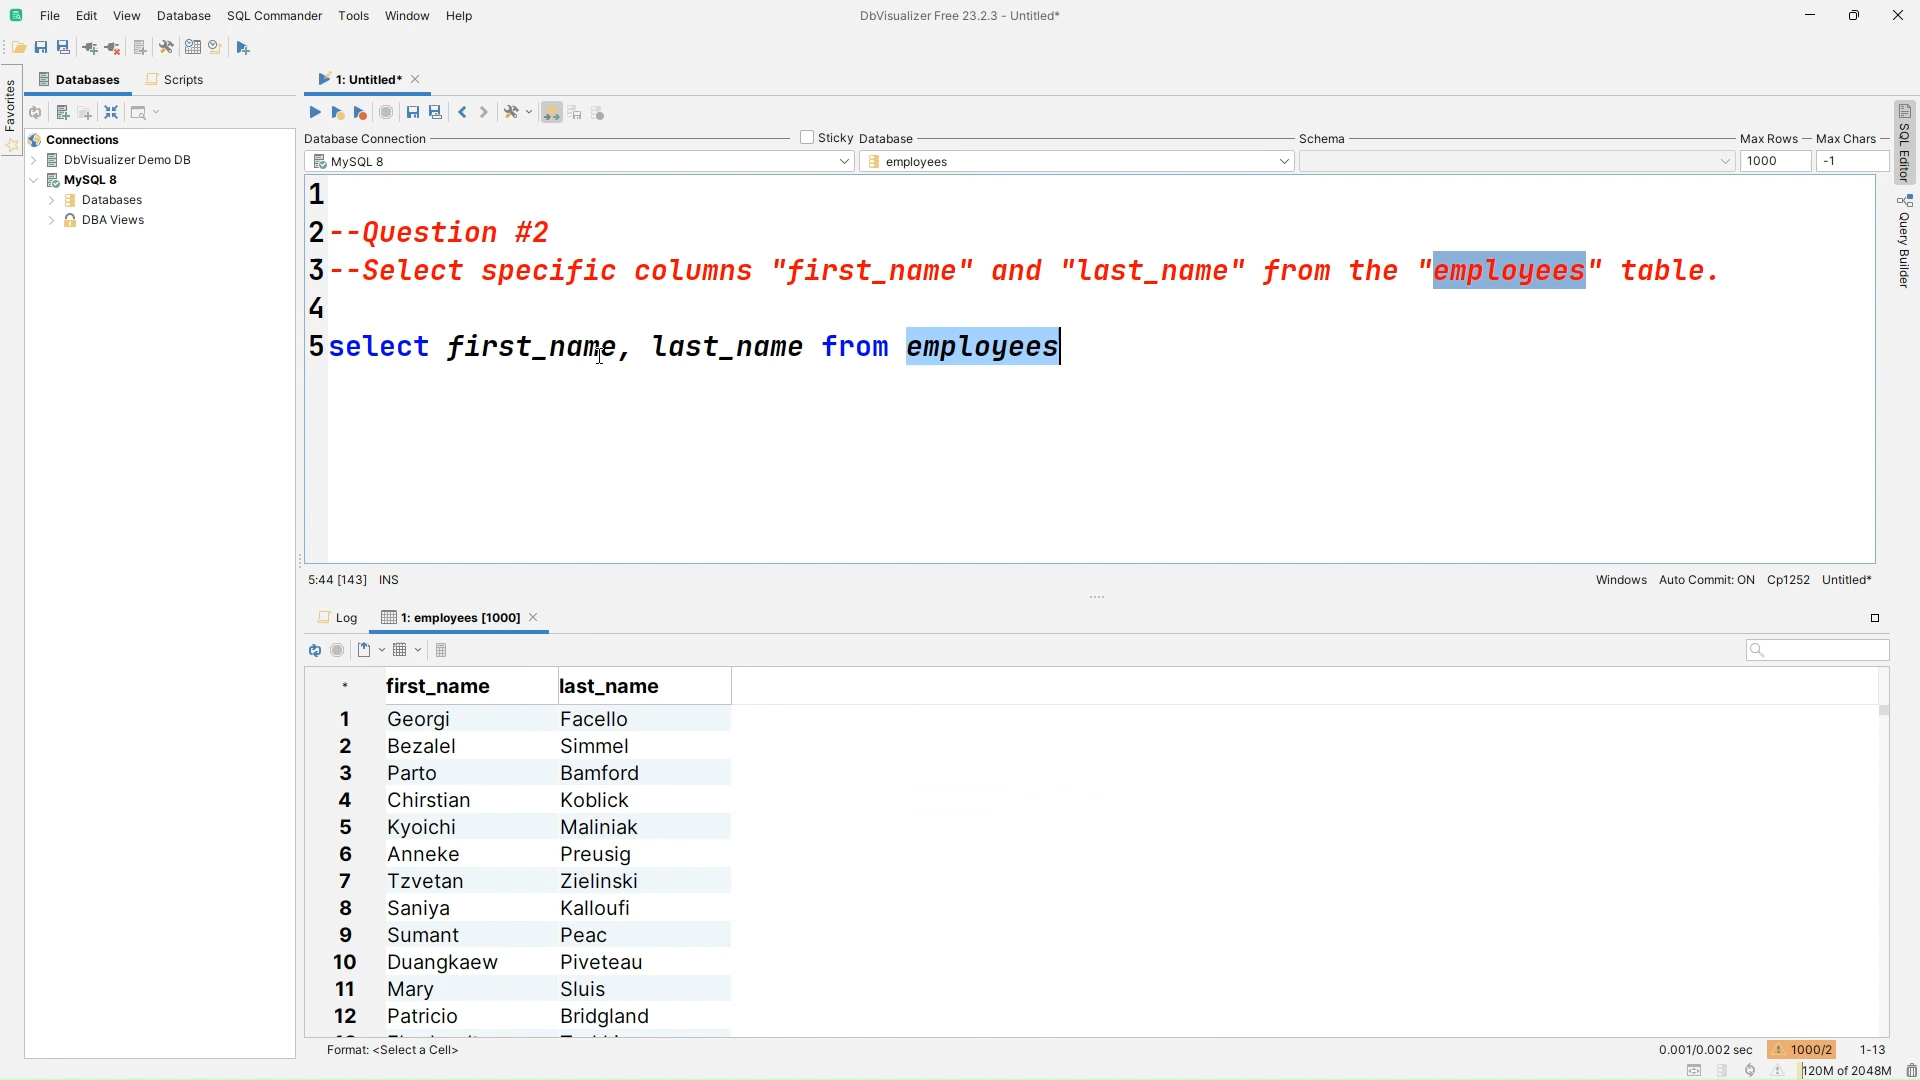 File Edit View Database SQL Commander Tools Window Help
DbVisualizer Free 23.2.3 - Untitled*
Favorites
Databases Scripts
Connections
DbVisualizer Demo DB
MySQL 8
Databases
DBA Views
1: Untitled*
Database Connection Sticky Database Schema Max Rows Max Chars
MySQL 8 employees 1000 -1
1
2 --Question #2
3 --Select specific columns "first_name" and "last_name" from the "employees" table.
4
5 select first_name, last_name from employees
SQL Editor
Query Builder
5:44 [143] INS
Windows Auto Commit: ON Cp1252 Untitled*
Log 1: employees [1000]
* first_name last_name
1 Georgi Facello
2 Bezalel Simmel
3 Parto Bamford
4 Chirstian Koblick
5 Kyoichi Maliniak
6 Anneke Preusig
7 Tzvetan Zielinski
8 Saniya Kalloufi
9 Sumant Peac
10 Duangkaew Piveteau
11 Mary Sluis
12 Patricio Bridgland
Format: <Select a Cell>
0.001/0.002 sec 1000/2 1-13
120M of 2048M